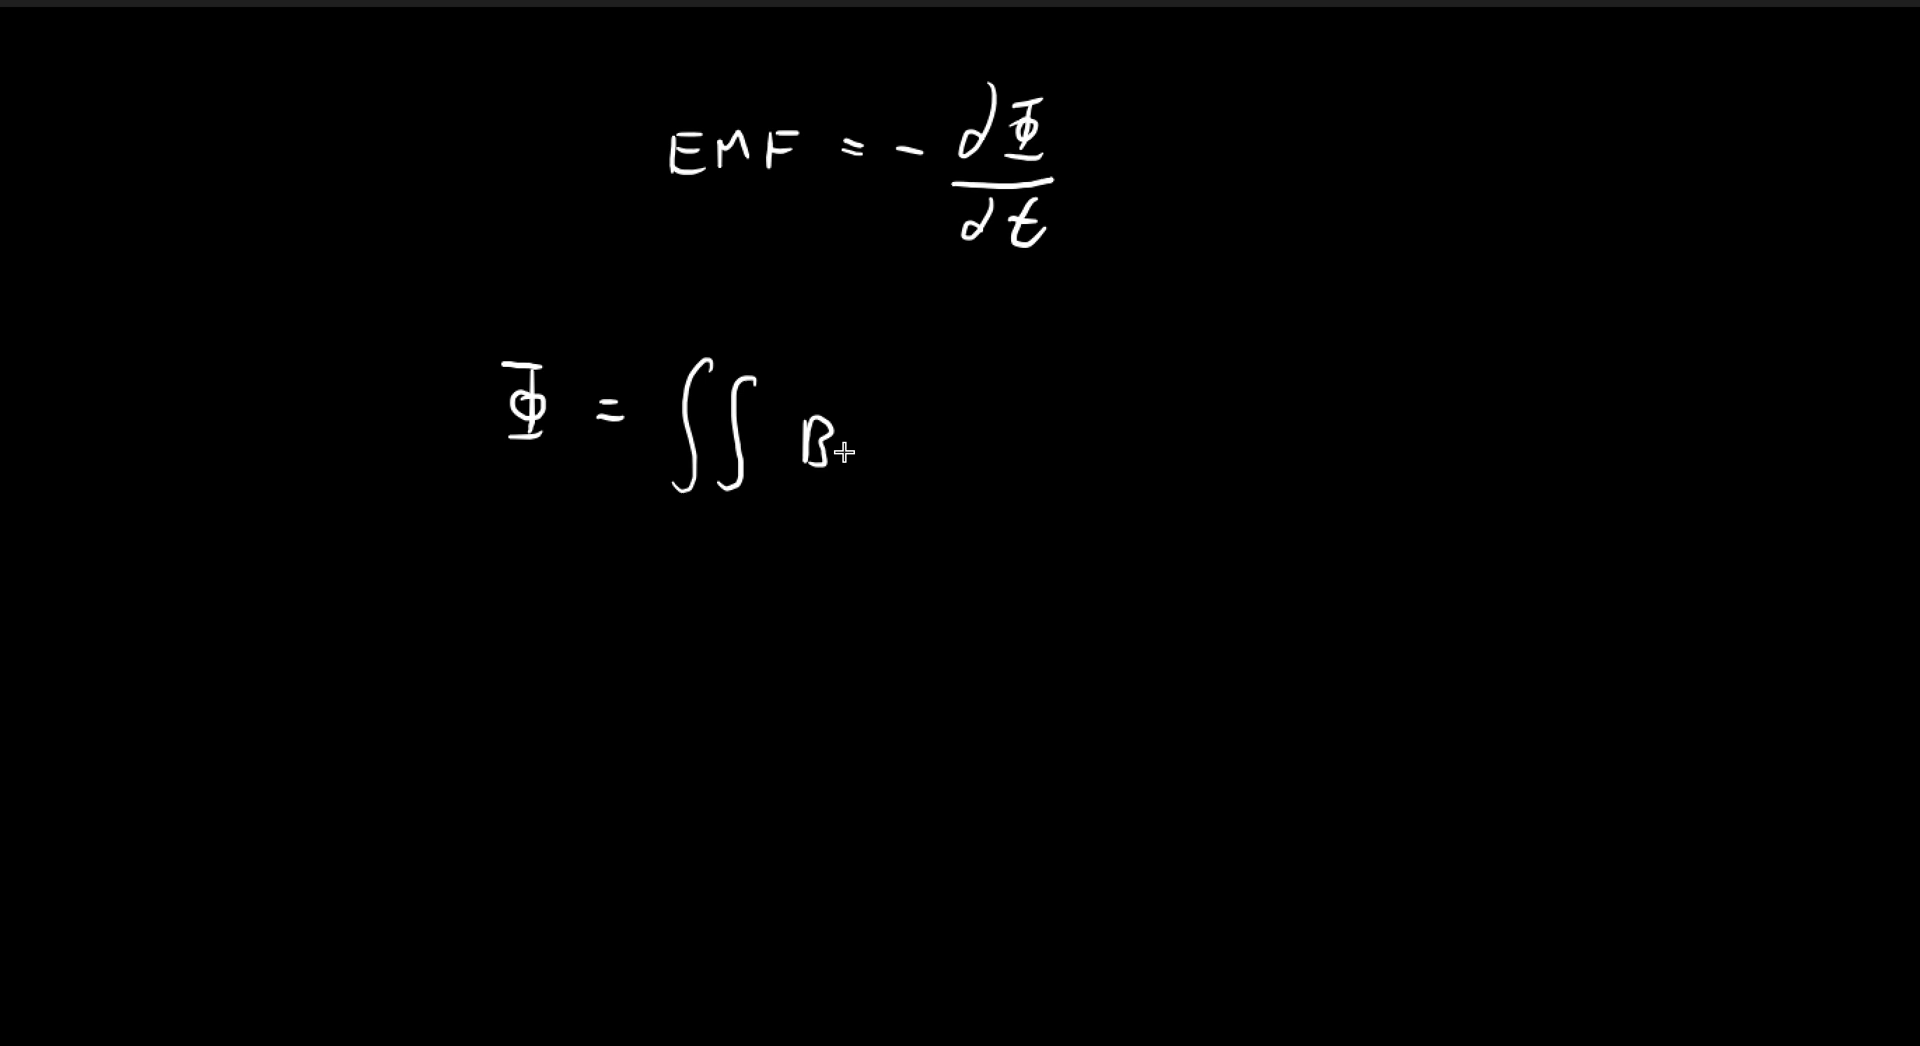 EMF = - dΦ/dt
Φ = ∫∫ B